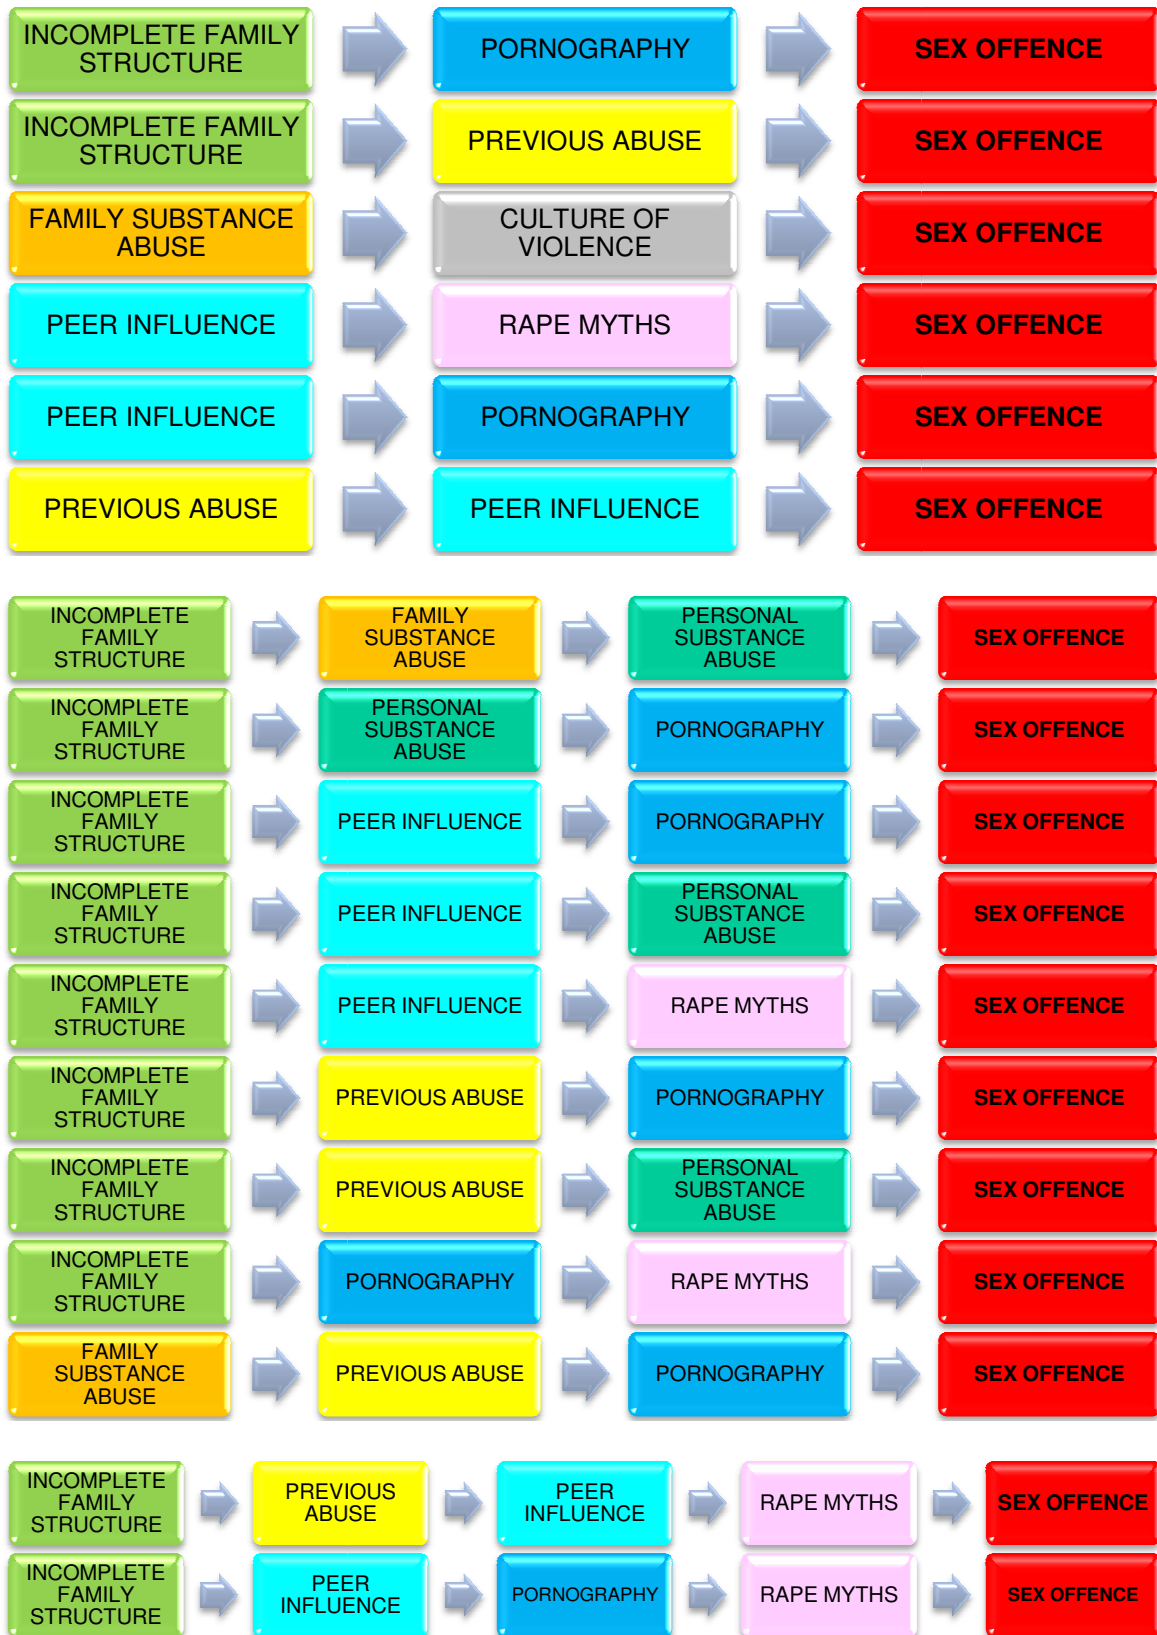 INCOMPLETE FAMILY
STRUCTURE
PORNOGRAPHY
SEX OFFENCE
INCOMPLETE FAMILY
STRUCTURE
PREVIOUS ABUSE
SEX OFFENCE
FAMILY SUBSTANCE
ABUSE
CULTURE OF
VIOLENCE
SEX OFFENCE
PEER INFLUENCE
RAPE MYTHS
SEX OFFENCE
PEER INFLUENCE
PORNOGRAPHY
SEX OFFENCE
PREVIOUS ABUSE
PEER INFLUENCE
SEX OFFENCE
INCOMPLETE
FAMILY
STRUCTURE
FAMILY
SUBSTANCE
ABUSE
PERSONAL
SUBSTANCE
ABUSE
SEX OFFENCE
INCOMPLETE
FAMILY
STRUCTURE
PERSONAL
SUBSTANCE
ABUSE
PORNOGRAPHY
SEX OFFENCE
INCOMPLETE
FAMILY
STRUCTURE
PEER INFLUENCE
PORNOGRAPHY
SEX OFFENCE
INCOMPLETE
FAMILY
STRUCTURE
PEER INFLUENCE
PERSONAL
SUBSTANCE
ABUSE
SEX OFFENCE
INCOMPLETE
FAMILY
STRUCTURE
PEER INFLUENCE
RAPE MYTHS
SEX OFFENCE
INCOMPLETE
FAMILY
STRUCTURE
PREVIOUS ABUSE
PORNOGRAPHY
SEX OFFENCE
INCOMPLETE
FAMILY
STRUCTURE
PREVIOUS ABUSE
PERSONAL
SUBSTANCE
ABUSE
SEX OFFENCE
INCOMPLETE
FAMILY
STRUCTURE
PORNOGRAPHY
RAPE MYTHS
SEX OFFENCE
FAMILY
SUBSTANCE
ABUSE
PREVIOUS ABUSE
PORNOGRAPHY
SEX OFFENCE
INCOMPLETE
FAMILY
STRUCTURE
PREVIOUS
ABUSE
PEER
INFLUENCE
RAPE MYTHS
SEX OFFENCE
INCOMPLETE
FAMILY
STRUCTURE
PEER
INFLUENCE
PORNOGRAPHY
RAPE MYTHS
SEX OFFENCE